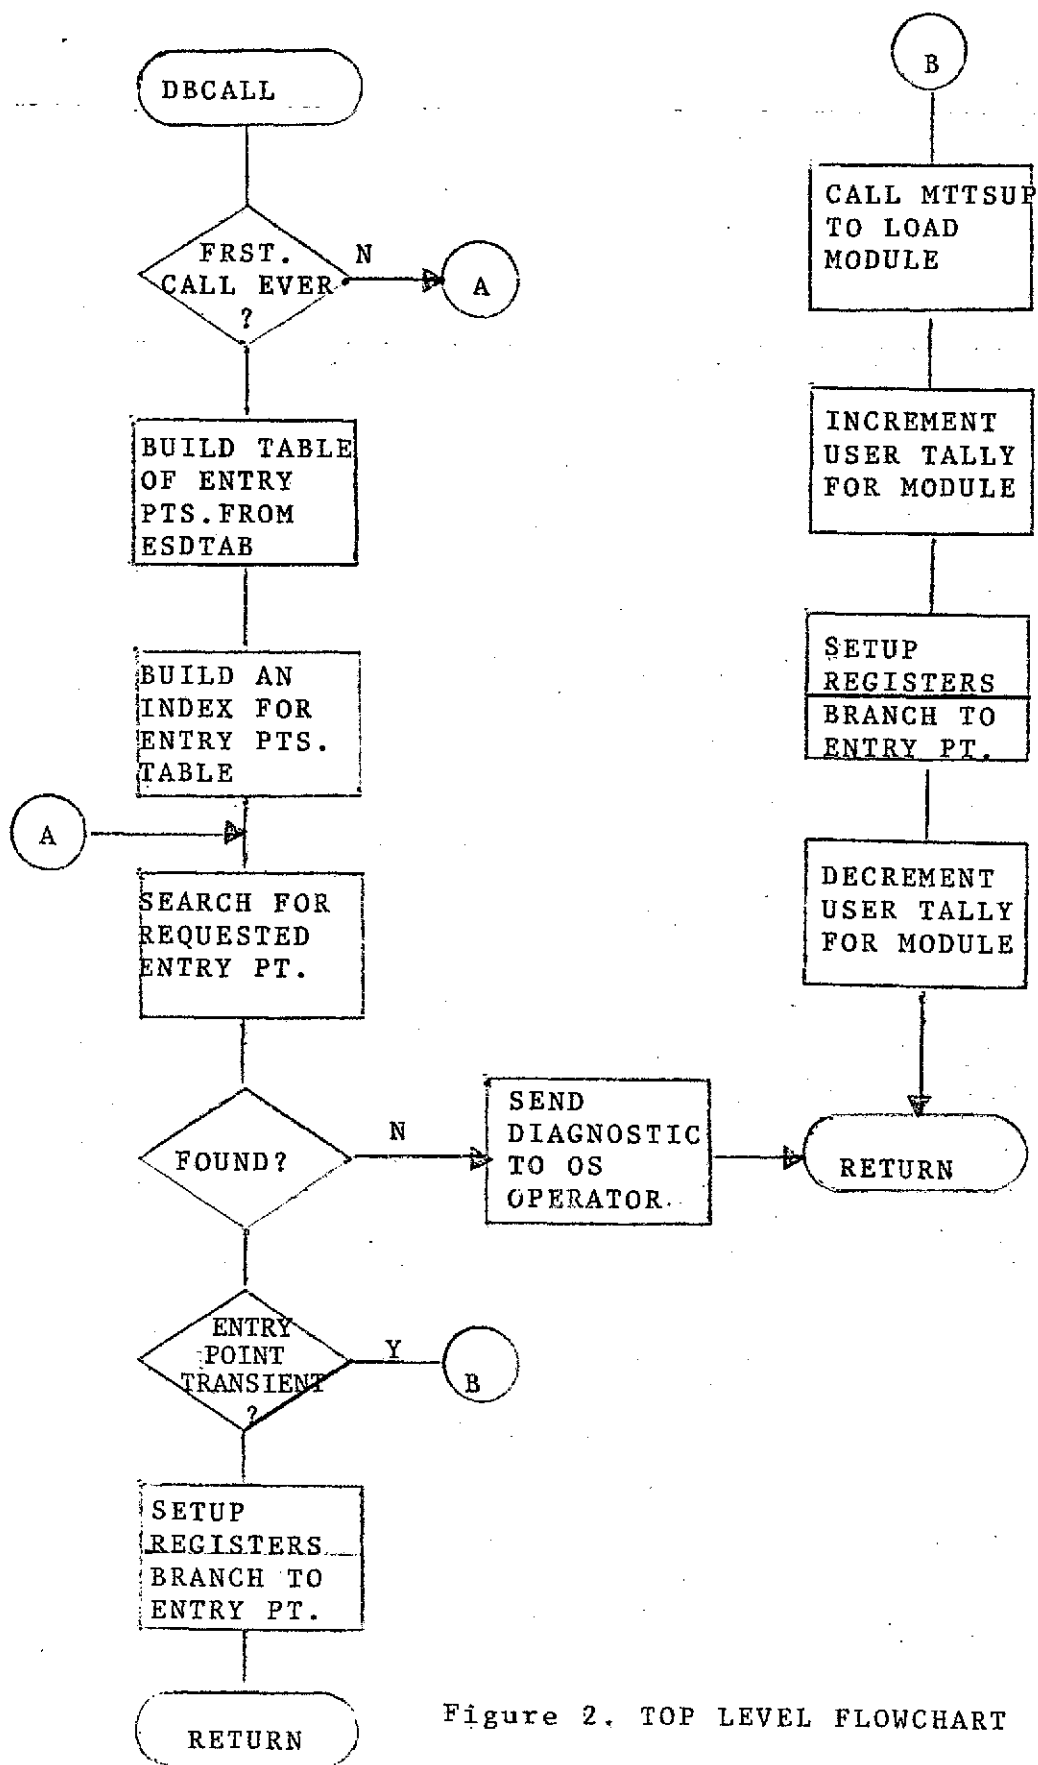 DBCALL
FRST.
CALL EVER
?
N
A
BUILD TABLE
OF ENTRY
PTS.FROM
ESDTAB
BUILD AN
INDEX FOR
ENTRY PTS.
TABLE
A
SEARCH FOR
REQUESTED
ENTRY PT.
FOUND?
N
SEND
DIAGNOSTIC
TO OS
OPERATOR.
ENTRY
POINT
TRANSIENT
?
Y
B
SETUP
REGISTERS
BRANCH TO
ENTRY PT.
RETURN
B
CALL MTTSUP
TO LOAD
MODULE
INCREMENT
USER TALLY
FOR MODULE
SETUP
REGISTERS
BRANCH TO
ENTRY PT.
DECREMENT
USER TALLY
FOR MODULE
RETURN
Figure 2. TOP LEVEL FLOWCHART